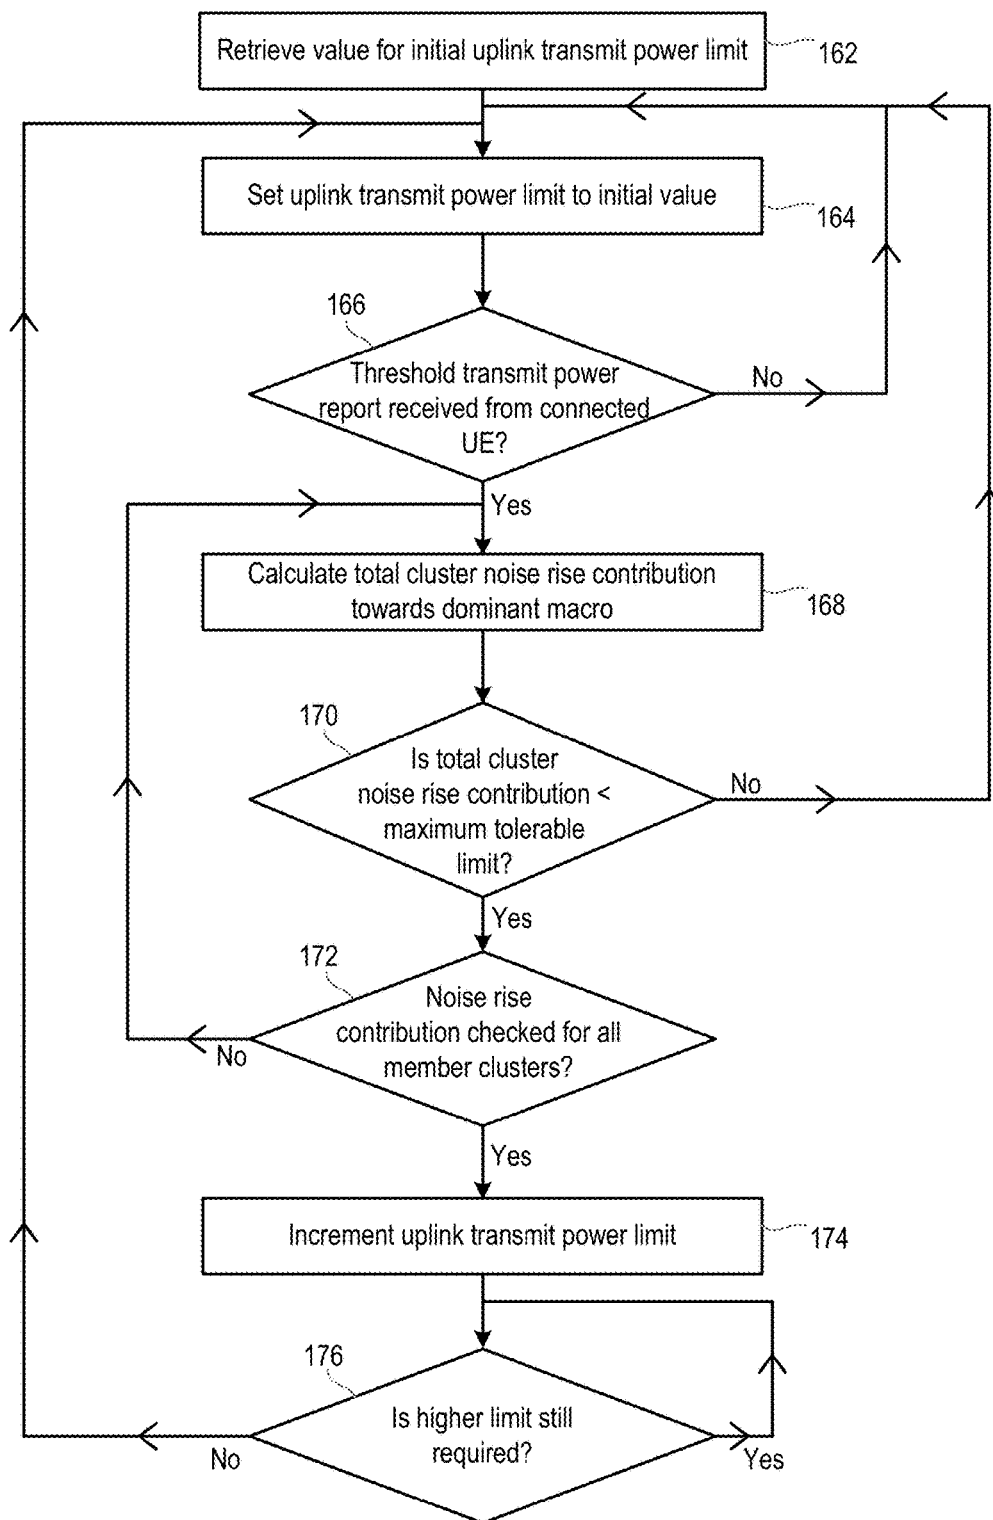 Retrieve value for initial uplink transmit power limit
162
Set uplink transmit power limit to initial value
164
166
Threshold transmit power
report received from connected
UE?
No
Yes
Calculate total cluster noise rise contribution
towards dominant macro
168
170
Is total cluster
noise rise contribution <
maximum tolerable
limit?
No
Yes
172
Noise rise
contribution checked for all
member clusters?
No
Yes
Increment uplink transmit power limit
174
176
Is higher limit still
required?
No
Yes